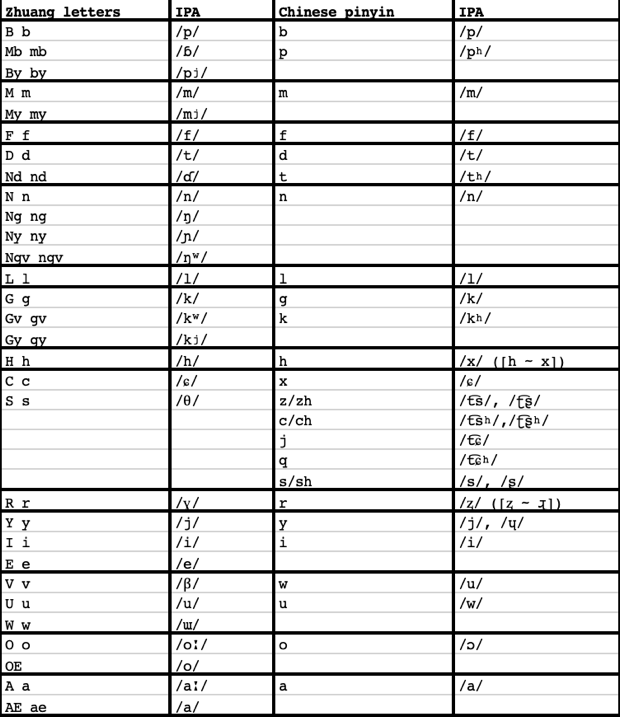 Zhuang letters IPA Chinese pinyin IPA
B b /p/ b /p/
Mb mb /ɓ/ p /pʰ/
By by /pʲ/
M m /m/ m /m/
My my /mʲ/
F f /f/ f /f/
D d /t/ d /t/
Nd nd /ɗ/ t /tʰ/
N n /n/ n /n/
Ng ng /ŋ/
Ny ny /ɲ/
Ngv ngv /ŋʷ/
L l /l/ l /l/
G g /k/ g /k/
Gv gv /kʷ/ k /kʰ/
Gy gy /kʲ/
H h /h/ h /x/ ([h ~ x])
C c /ɕ/ x /ɕ/
S s /θ/ z/zh /t͡s/, /ʈ͡ʂ/
c/ch /t͡sʰ/,/ʈ͡ʂʰ/
j /t͡ɕ/
q /t͡ɕʰ/
s/sh /s/, /ʂ/
R r /ɣ/ r /ʐ/ ([ʐ ~ ɻ])
Y y /j/ y /j/, /ɥ/
I i /i/ i /i/
E e /e/
V v /β/ w /u/
U u /u/ u /w/
W w /ɯ/
O o /oː/ o /ɔ/
OE /o/
A a /aː/ a /a/
AE ae /a/